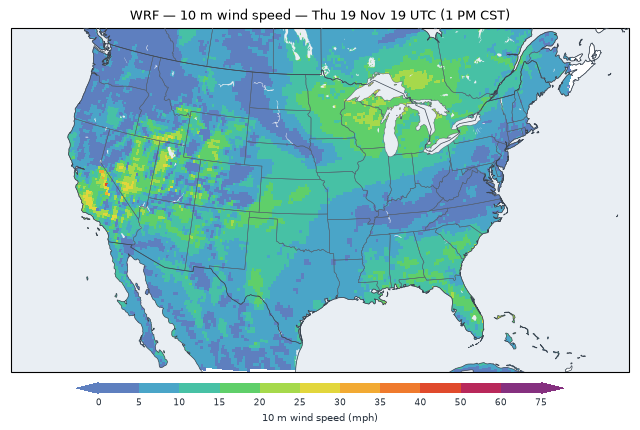 WRF — 10 m wind speed — Thu 19 Nov 19 UTC (1 PM CST)
0 5 10 15 20 25 30 35 40 50 60 75
10 m wind speed (mph)